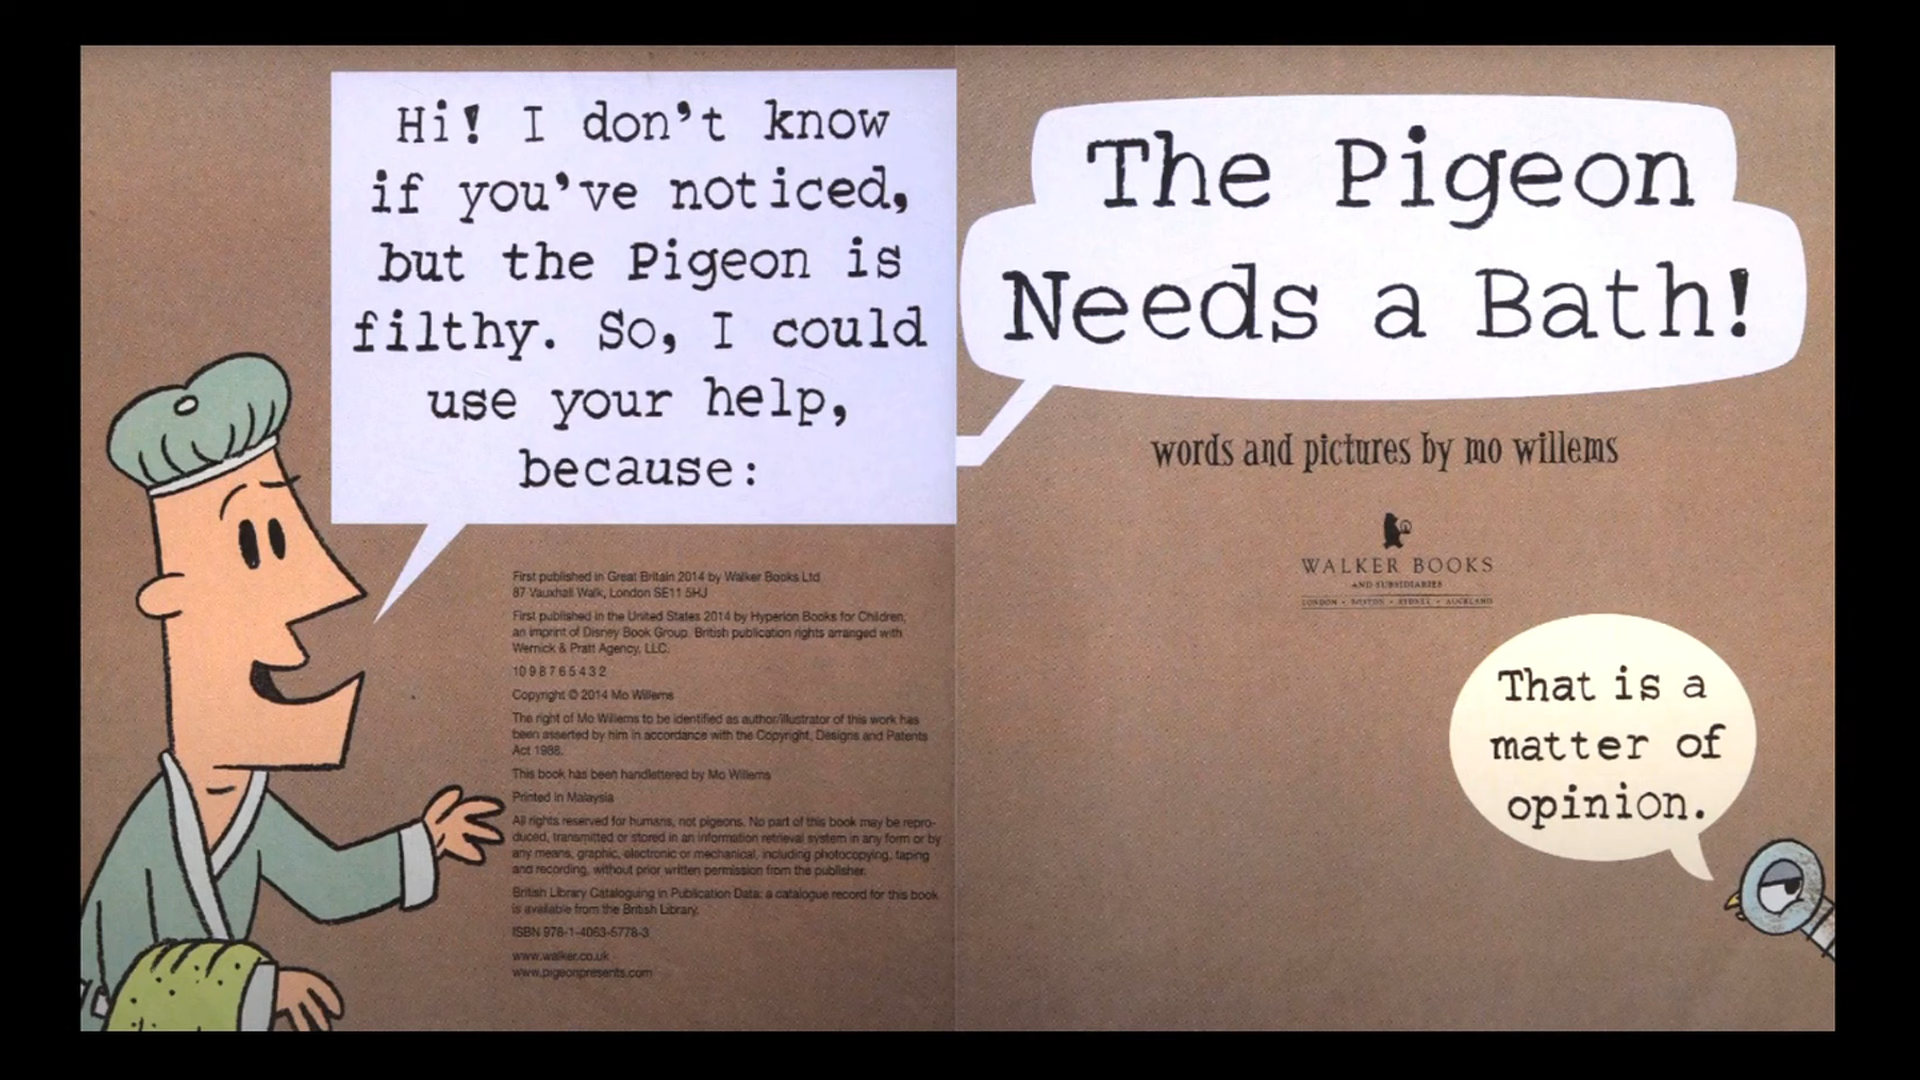 Hi! I don't know
if you've noticed,
but the Pigeon is
filthy. So, I could
use your help,
because:
First published in Great Britain 2014 by Walker Books Ltd
87 Vauxhall Walk, London SE11 5HJ
First published in the United States 2014 by Hyperion Books for Children,
an imprint of Disney Book Group. British publication rights arranged with
Wernick & Pratt Agency, LLC.
10 9 8 7 6 5 4 3 2
Copyright © 2014 Mo Willems
The right of Mo Willems to be identified as author/illustrator of this work has
been asserted by him in accordance with the Copyright, Designs and Patents
Act 1988.
This book has been handlettered by Mo Willems
Printed in Malaysia
All rights reserved for humans, not pigeons. No part of this book may be repro-
duced, transmitted or stored in an information retrieval system in any form or by
any means, graphic, electronic or mechanical, including photocopying, taping
and recording, without prior written permission from the publisher.
British Library Cataloguing in Publication Data: a catalogue record for this book
is available from the British Library.
ISBN 978-1-4063-5778-3
www.walker.co.uk
www.pigeonpresents.com
The Pigeon
Needs a Bath!
words and pictures by mo willems
WALKER BOOKS
AND SUBSIDIARIES
LONDON • BOSTON • SYDNEY • AUCKLAND
That is a
matter of
opinion.